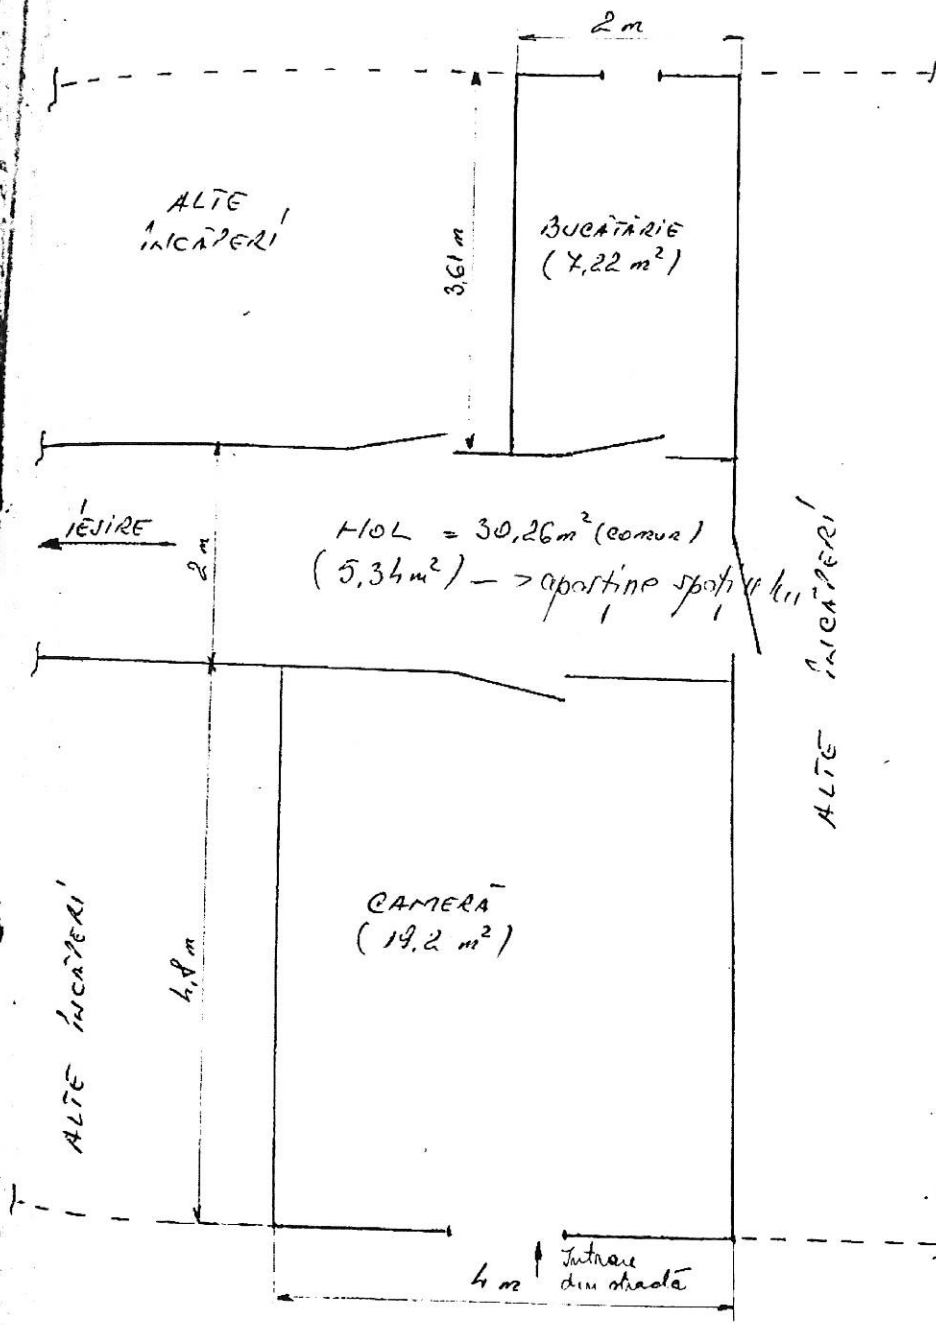 2 m
ALTE
ÎNCĂPERI
3,61 m
BUCĂTĂRIE
(7,22 m²)
IEȘIRE
2 m
HOL = 30,26 m² (comun)
(5,34 m²) —> aparține spațiului
ALTE ÎNCĂPERI
CAMERĂ
(19,2 m²)
4,8 m
ALTE ÎNCĂPERI
4 m
Intrare
din stradă